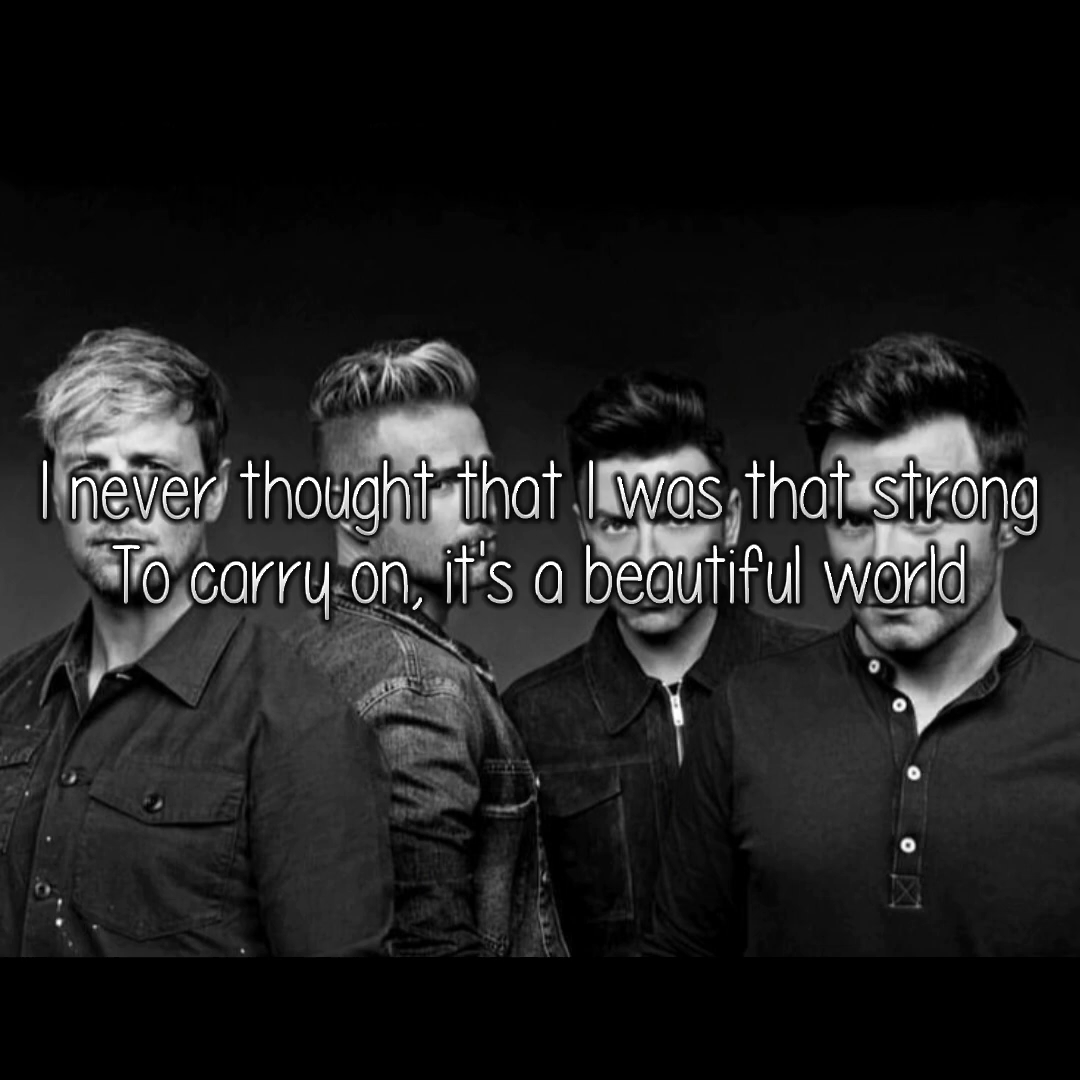 I never thought that I was that strong
To carry on, it's a beautiful world